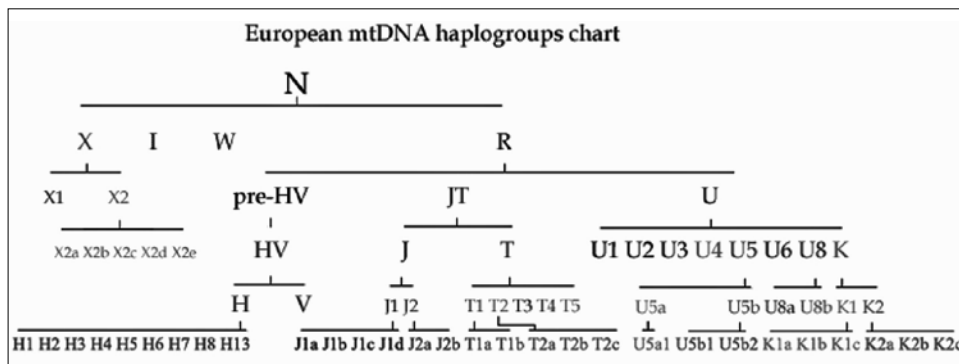 European mtDNA haplogroups chart
N
X I W R
X1 X2 pre-HV JT U
X2a X2b X2c X2d X2e HV J T U1 U2 U3 U4 U5 U6 U8 K
H V J1 J2 T1 T2 T3 T4 T5 U5a U5b U8a U8b K1 K2
H1 H2 H3 H4 H5 H6 H7 H8 H13 J1a J1b J1c J1d J2a J2b T1a T1b T2a T2b T2c U5a1 U5b1 U5b2 K1a K1b K1c K2a K2b K2c